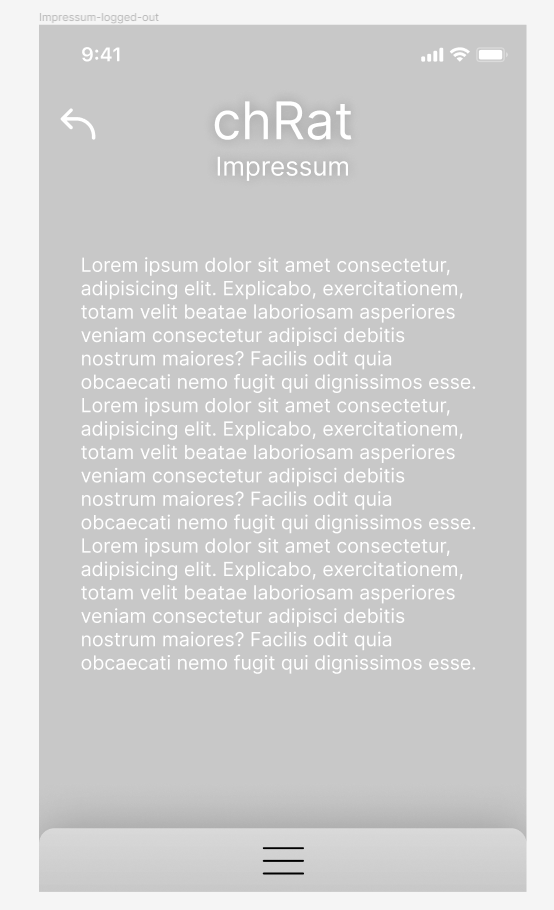 Impressum-logged-out
9:41
chRat
Impressum
Lorem ipsum dolor sit amet consectetur,
adipisicing elit. Explicabo, exercitationem,
totam velit beatae laboriosam asperiores
veniam consectetur adipisci debitis
nostrum maiores? Facilis odit quia
obcaecati nemo fugit qui dignissimos esse.
Lorem ipsum dolor sit amet consectetur,
adipisicing elit. Explicabo, exercitationem,
totam velit beatae laboriosam asperiores
veniam consectetur adipisci debitis
nostrum maiores? Facilis odit quia
obcaecati nemo fugit qui dignissimos esse.
Lorem ipsum dolor sit amet consectetur,
adipisicing elit. Explicabo, exercitationem,
totam velit beatae laboriosam asperiores
veniam consectetur adipisci debitis
nostrum maiores? Facilis odit quia
obcaecati nemo fugit qui dignissimos esse.